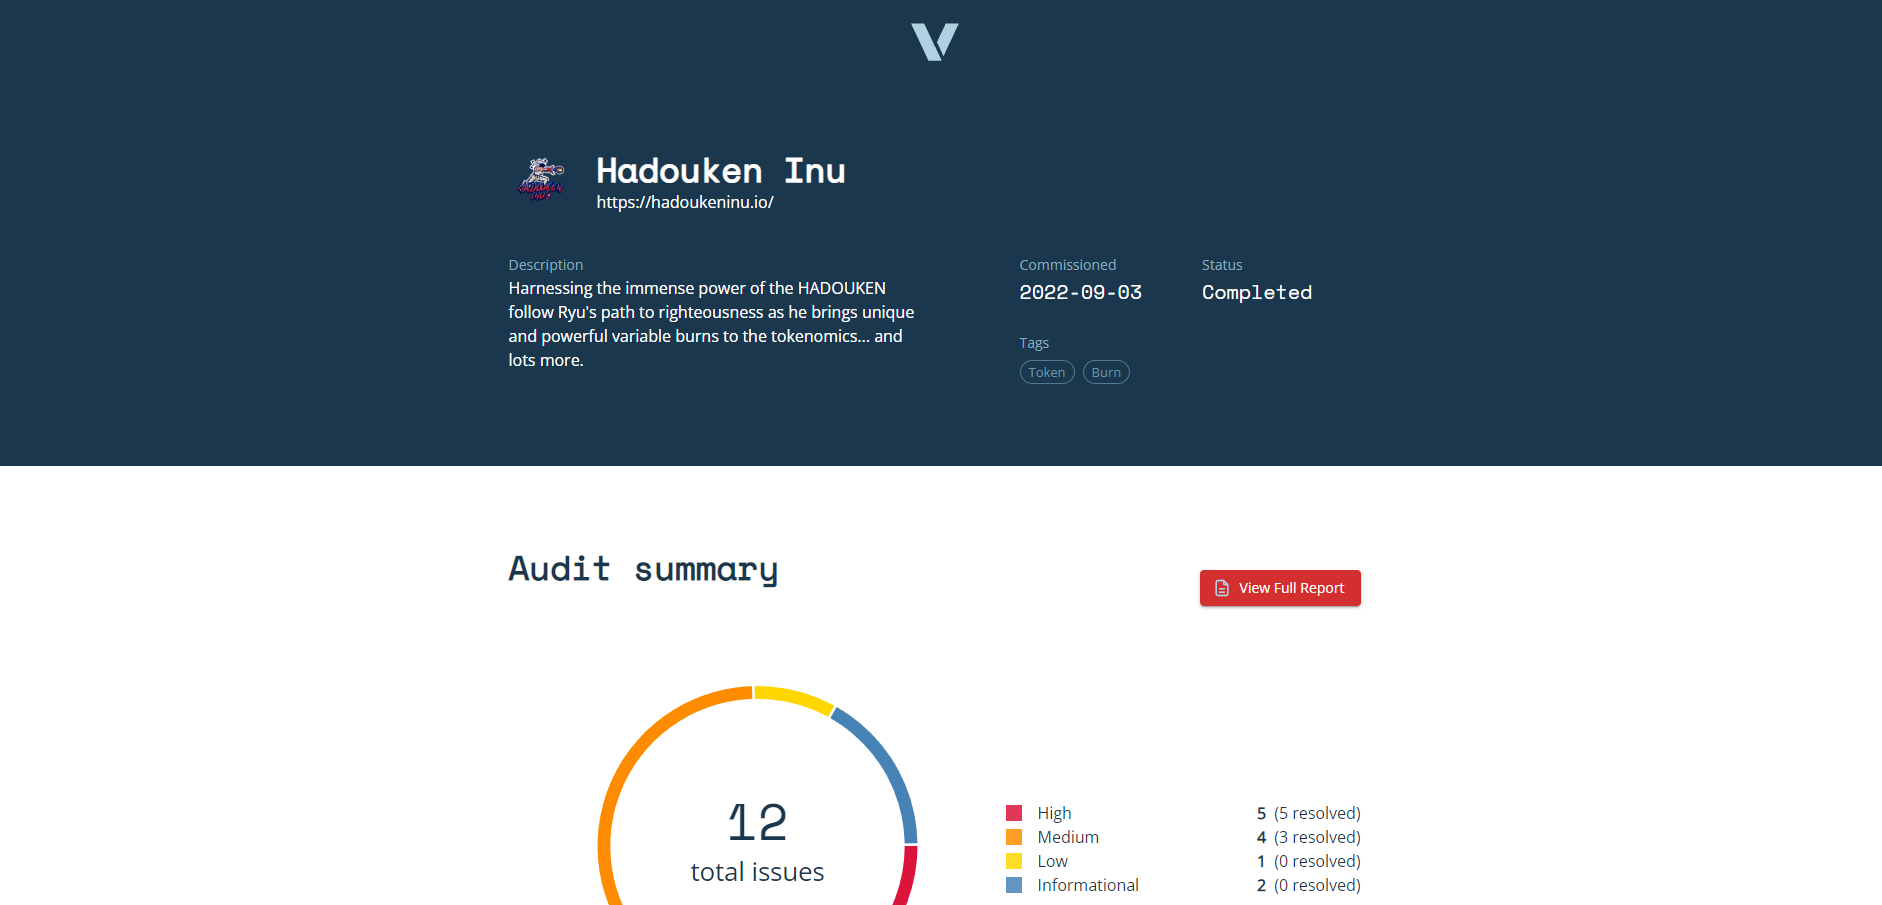 HADOUKEN
INU
Hadouken Inu
https://hadoukeninu.io/
Description
Harnessing the immense power of the HADOUKEN
follow Ryu's path to righteousness as he brings unique
and powerful variable burns to the tokenomics... and
lots more.
Commissioned
2022-09-03
Status
Completed
Tags
Token
Burn
Audit summary
View Full Report
12
total issues
High 5 (5 resolved)
Medium 4 (3 resolved)
Low 1 (0 resolved)
Informational 2 (0 resolved)